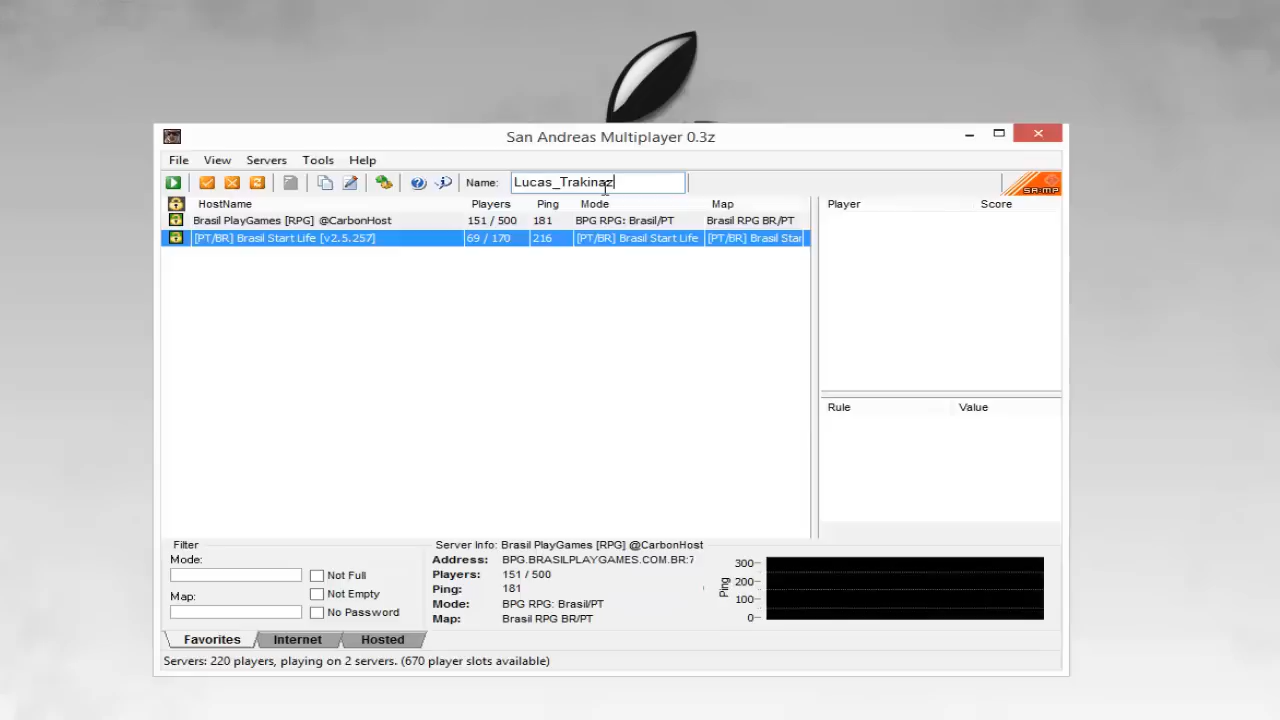 San Andreas Multiplayer 0.3z
File View Servers Tools Help
Name: Lucas_Trakinaz
SA:MP
HostName Players Ping Mode Map
Player Score
Brasil PlayGames [RPG] @CarbonHost 151 / 500 181 BPG RPG: Brasil/PT Brasil RPG BR/PT
[PT/BR] Brasil Start Life [v2.5.257] 69 / 170 216 [PT/BR] Brasil Start Life [PT/BR] Brasil Star
Rule Value
Filter
Mode:
Not Full
Not Empty
Map:
No Password
Server Info: Brasil PlayGames [RPG] @CarbonHost
Address: BPG.BRASILPLAYGAMES.COM.BR:7
Players: 151 / 500
Ping: 181
Mode: BPG RPG: Brasil/PT
Map: Brasil RPG BR/PT
Ping
300
200
100
0
Favorites Internet Hosted
Servers: 220 players, playing on 2 servers. (670 player slots available)